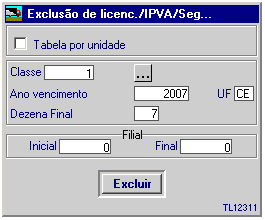 Exclusão de licenc./IPVA/Seg...
Tabela por unidade
Classe 1 ...
Ano vencimento 2007 UF CE
Dezena Final 7
Filial
Inicial 0 Final 0
Excluir
TL12311